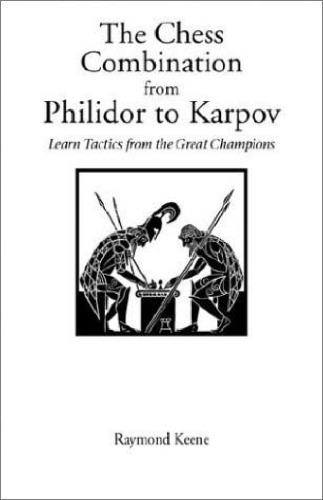 The Chess
Combination
from
Philidor to Karpov
Learn Tactics from the Great Champions
Raymond Keene